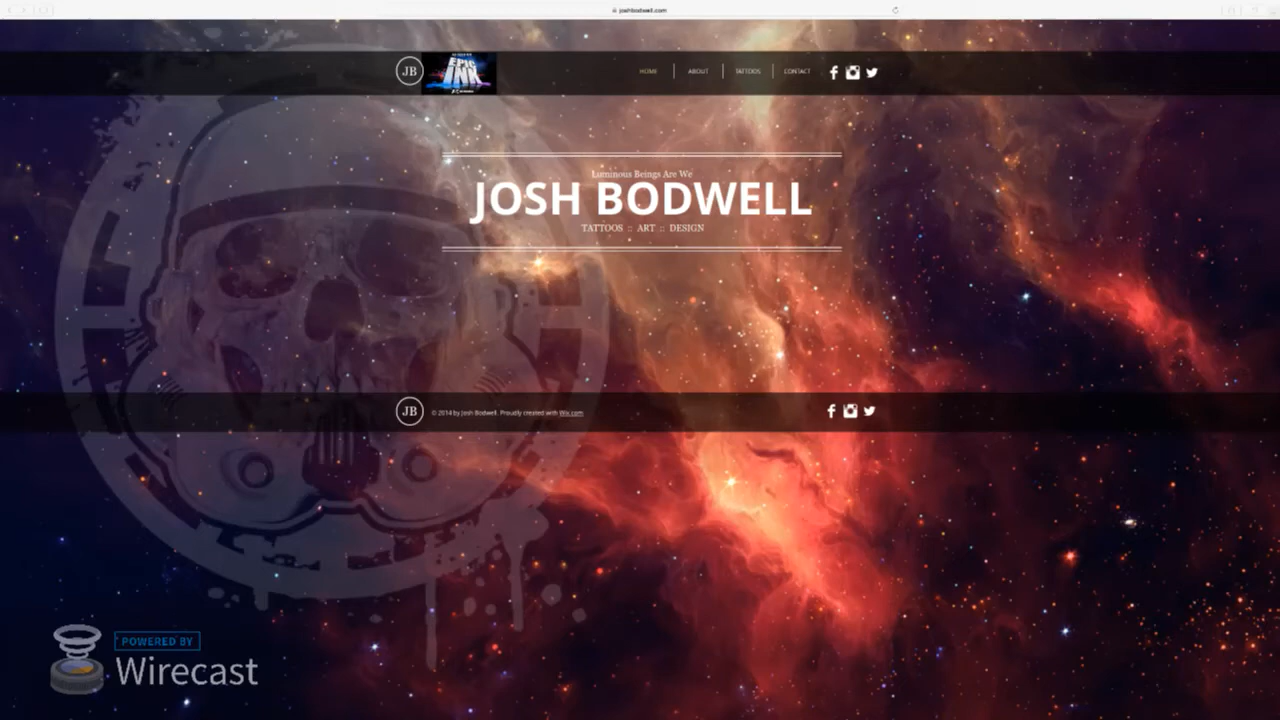 joshbodwell.com
JB
EPIC
INK
HOME
ABOUT
TATTOOS
CONTACT
Luminous Beings Are We
JOSH BODWELL
TATTOOS :: ART :: DESIGN
JB
© 2014 by Josh Bodwell. Proudly created with Wix.com
POWERED BY
Wirecast